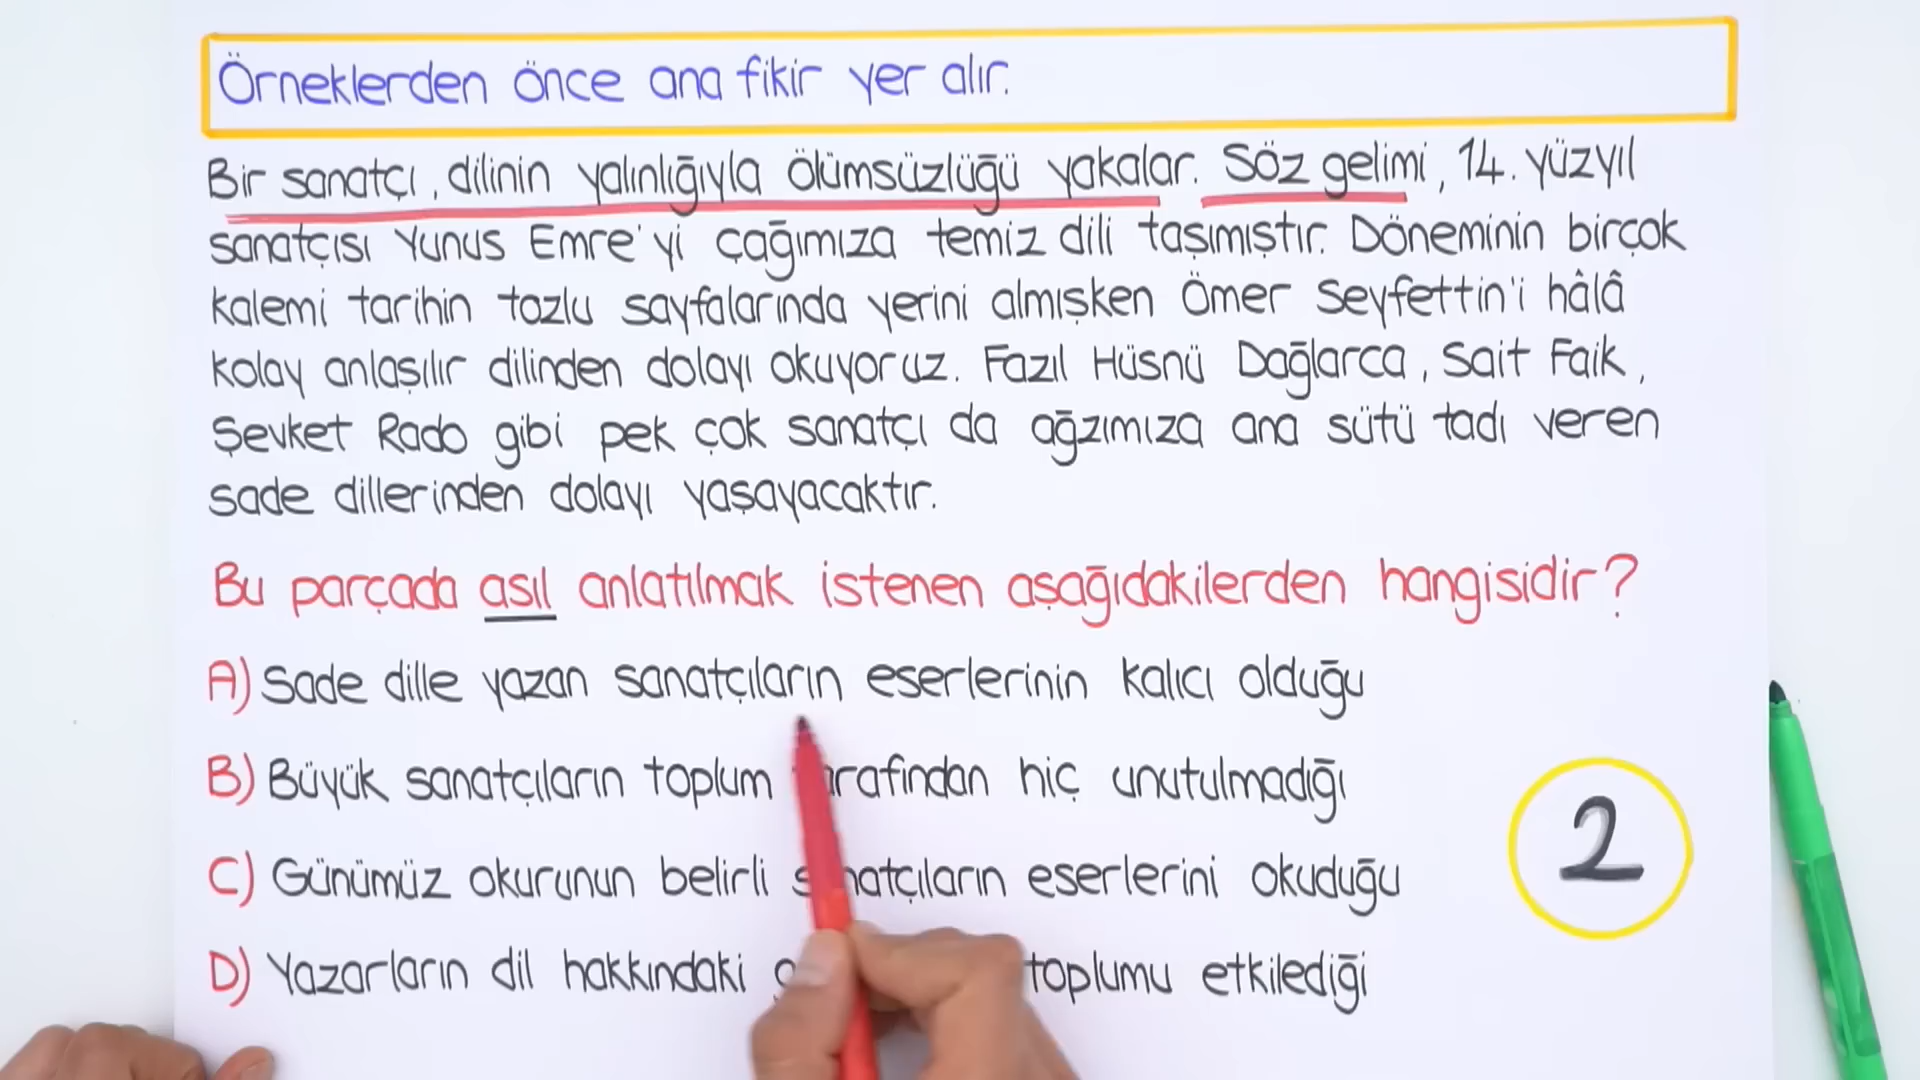 Örneklerden önce ana fikir yer alır.
Bir sanatçı, dilinin yalınlığıyla ölümsüzlüğü yakalar. Söz gelimi, 14. yüzyıl
sanatçısı Yunus Emre'yi çağımıza temiz dili taşımıştır. Döneminin birçok
kalemi tarihin tozlu sayfalarında yerini almışken Ömer Seyfettin'i hâlâ
kolay anlaşılır dilinden dolayı okuyoruz. Fazıl Hüsnü Dağlarca, Sait Faik,
Şevket Rado gibi pek çok sanatçı da ağzımıza ana sütü tadı veren
sade dillerinden dolayı yaşayacaktır.
Bu parçada asıl anlatılmak istenen aşağıdakilerden hangisidir?
A) Sade dille yazan sanatçıların eserlerinin kalıcı olduğu
B) Büyük sanatçıların toplum tarafından hiç unutulmadığı
C) Günümüz okurunun belirli sanatçıların eserlerini okuduğu
D) Yazarların dil hakkındaki toplumu etkilediği
2